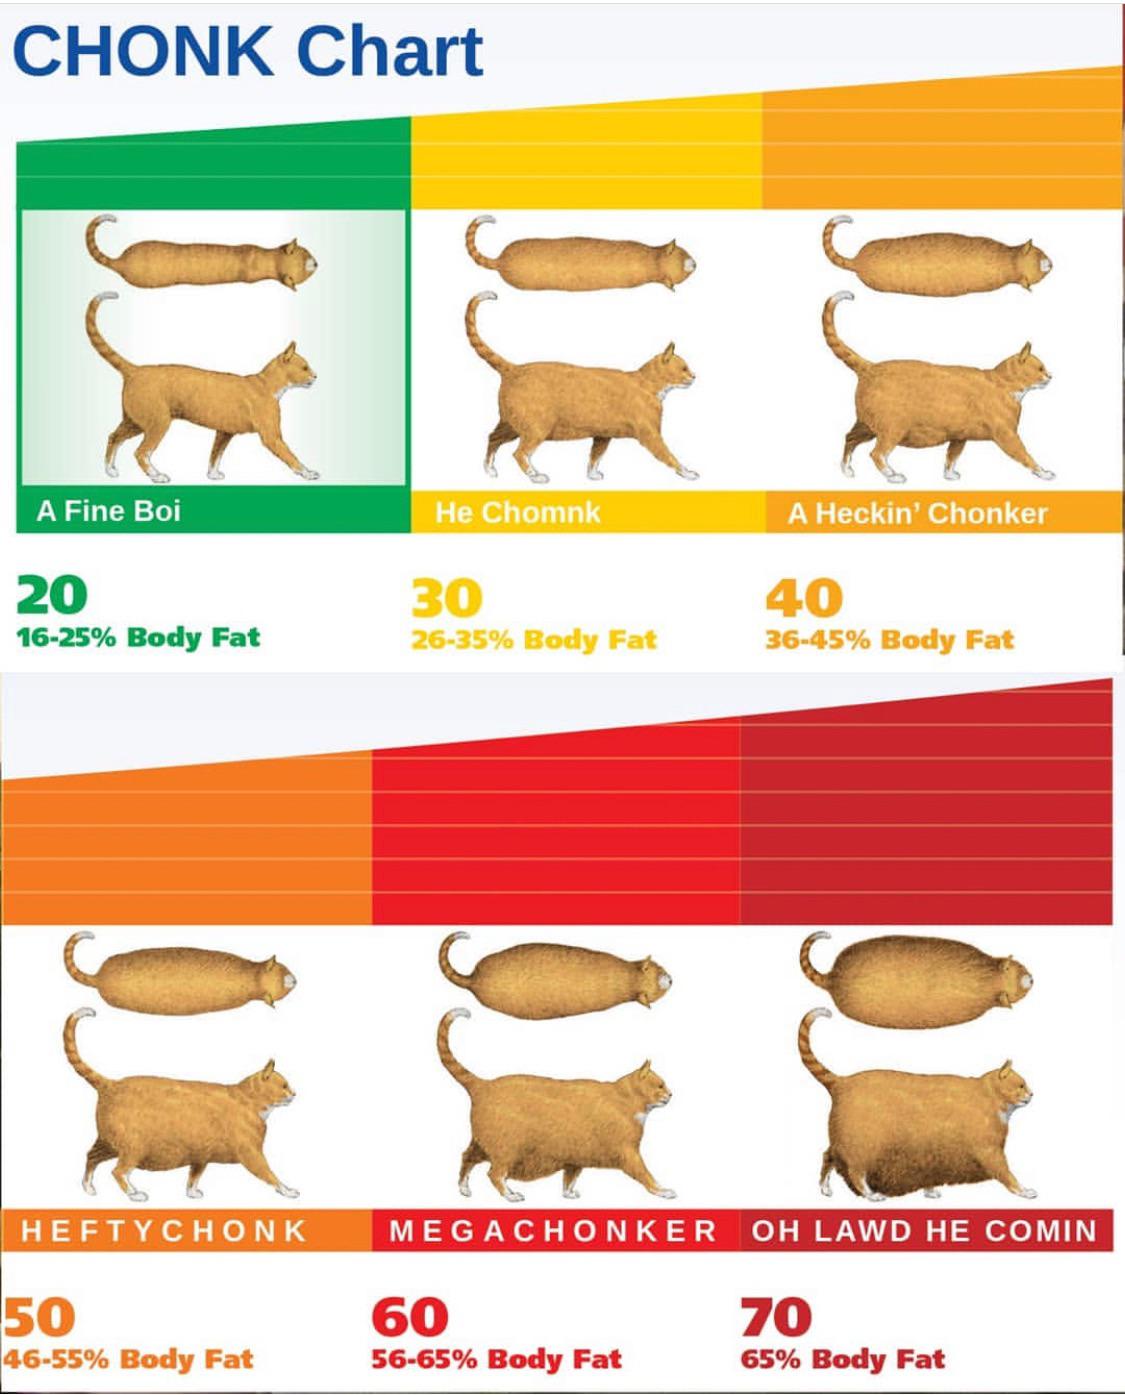 CHONK Chart
A Fine Boi
He Chomnk
A Heckin’ Chonker
20
16-25% Body Fat
30
26-35% Body Fat
40
36-45% Body Fat
HEFTYCHONK
MEGACHONKER
OH LAWD HE COMIN
50
46-55% Body Fat
60
56-65% Body Fat
70
65% Body Fat